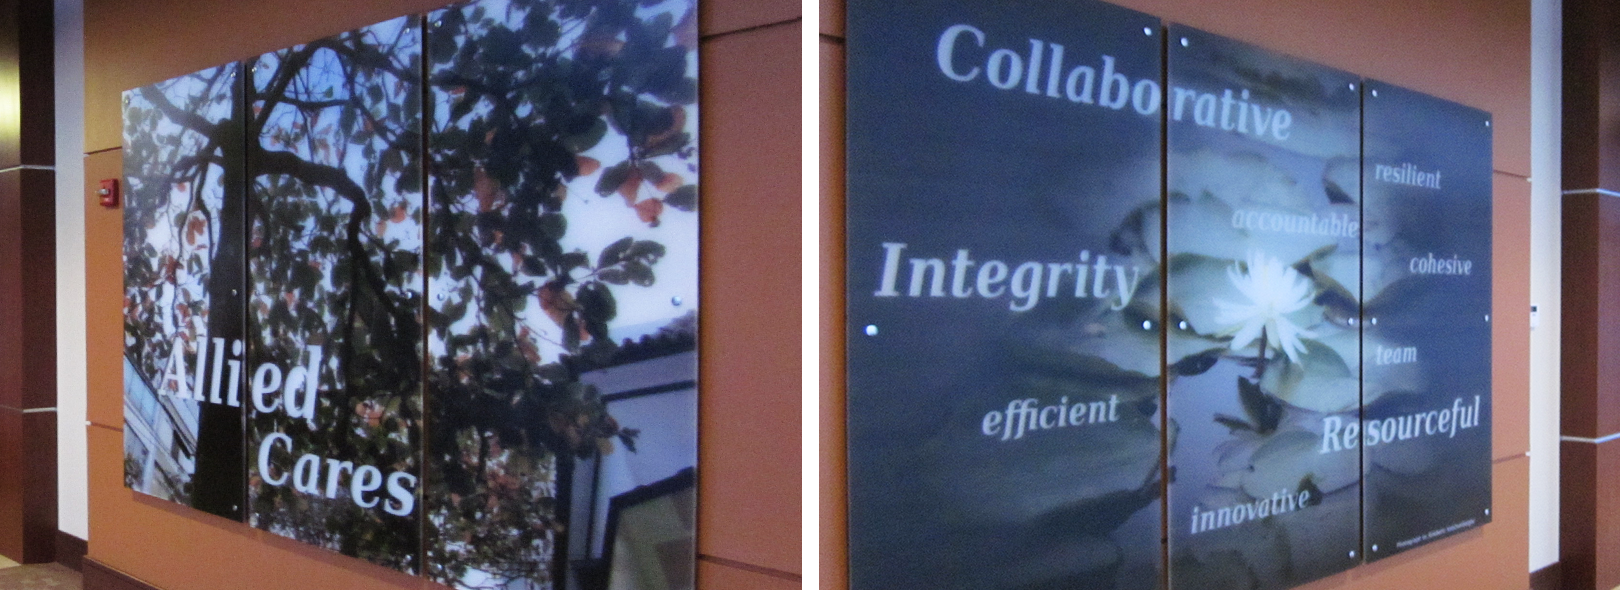 Allied
Cares
Collaborative
resilient
accountable
Integrity
cohesive
team
efficient
Resourceful
innovative